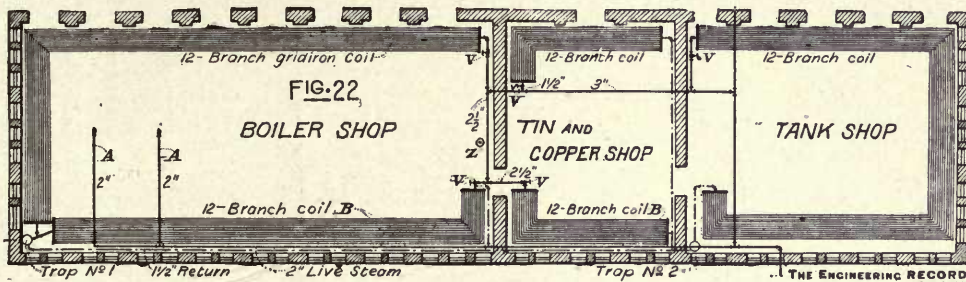 12-Branch gridiron coil
V
12-Branch coil
V
12-Branch coil
FIG. 22
1½"
3"
V
BOILER SHOP
2½"
TIN AND
COPPER SHOP
TANK SHOP
A
A
Z
2"
2"
V
2½"
V
12-Branch coil B
12-Branch coil B
Trap Nº 1
1½" Return
2" Live Steam
Trap Nº 2
THE ENGINEERING RECORD